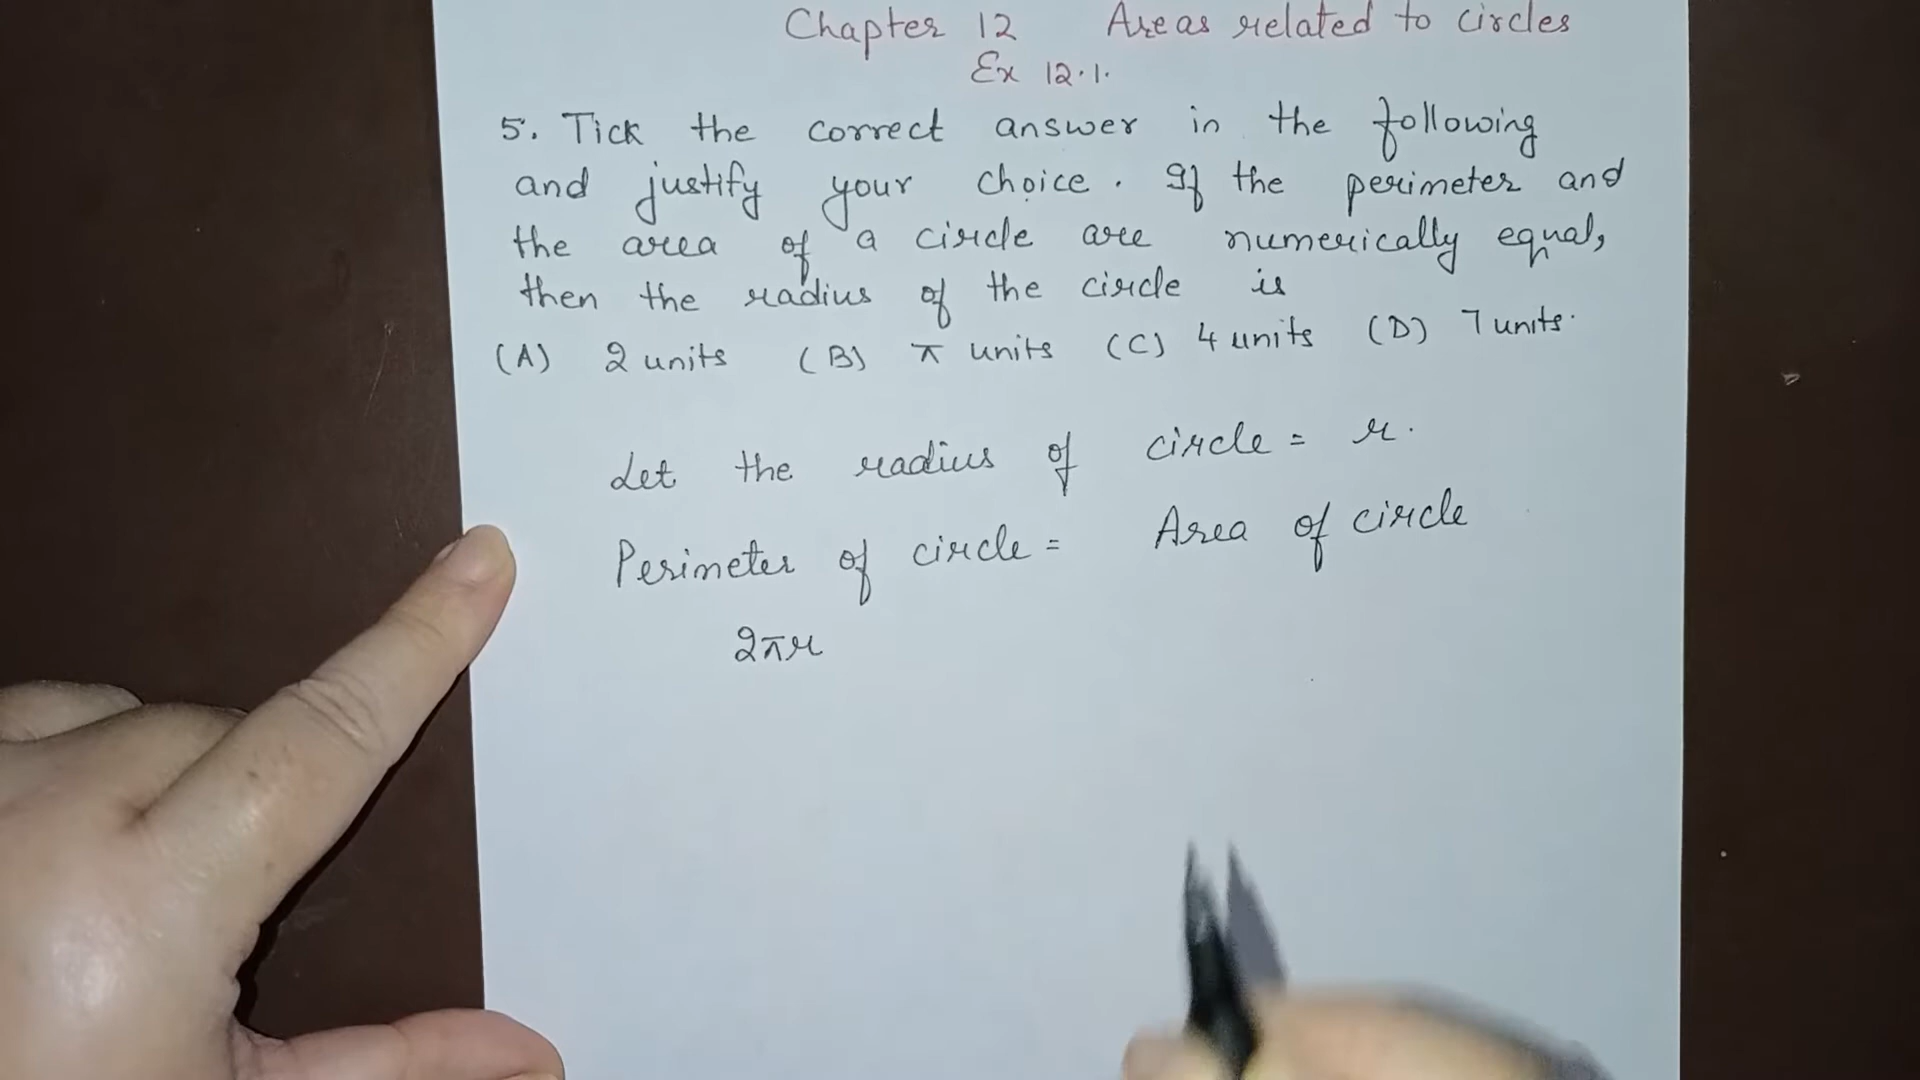 Chapter 12 Areas related to circles
Ex 12.1.
5. Tick the correct answer in the following
and justify your choice. If the perimeter and
the area of a circle are numerically equal,
then the radius of the circle is
(A) 2 units (B) π units (C) 4 units (D) 7 units.
Let the radius of circle = r.
Perimeter of circle = Area of circle
2πr